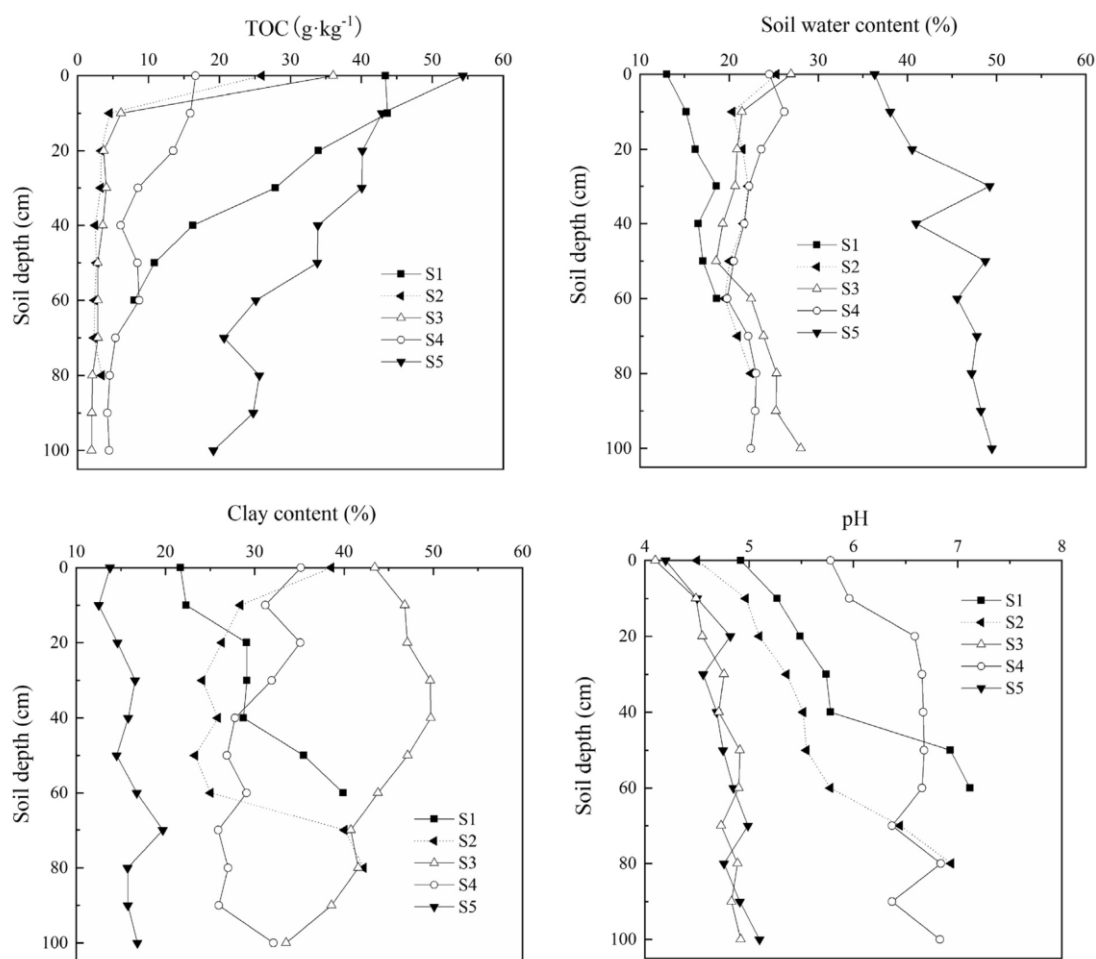 TOC (g·kg⁻¹)
0 10 20 30 40 50 60
0
20
40
60
80
100
Soil depth (cm)
S1
S2
S3
S4
S5
Soil water content (%)
10 20 30 40 50 60
0
20
40
60
80
100
Soil depth (cm)
S1
S2
S3
S4
S5
Clay content (%)
10 20 30 40 50 60
0
20
40
60
80
100
Soil depth (cm)
S1
S2
S3
S4
S5
pH
4 5 6 7 8
0
20
40
60
80
100
Soil depth (cm)
S1
S2
S3
S4
S5